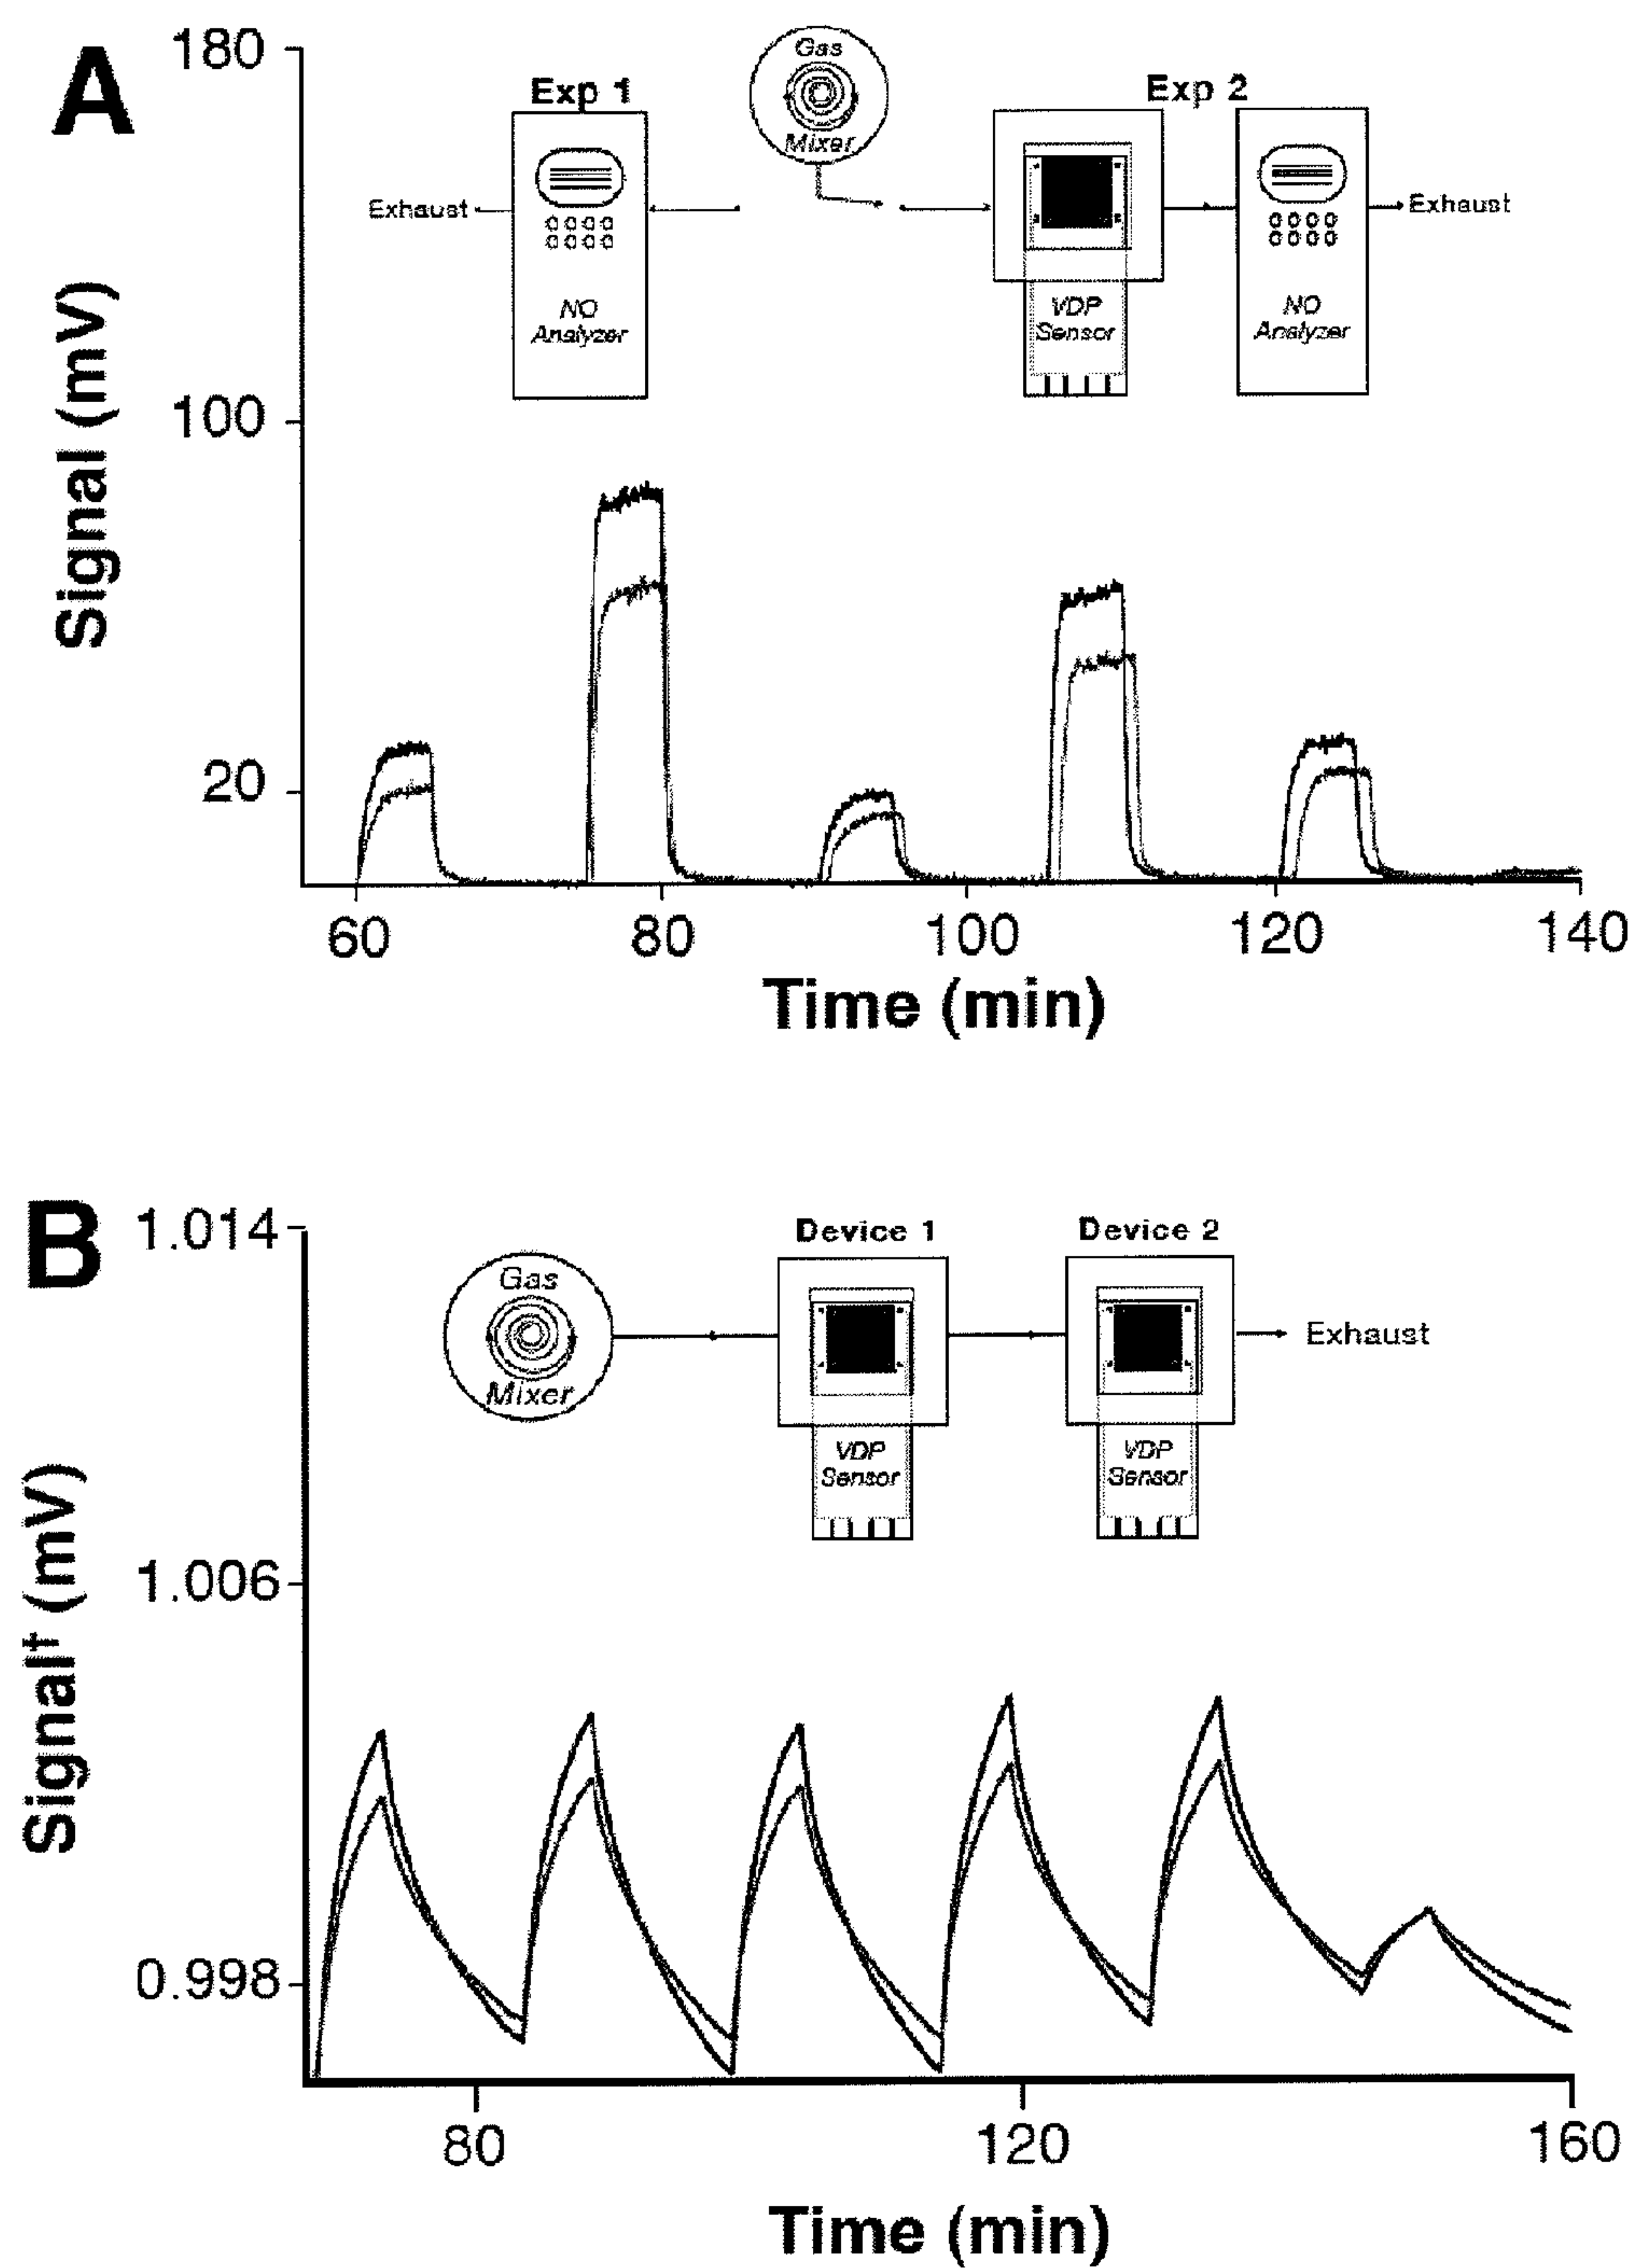 A
180
100
20
Signal (mV)
Exp 1
Gas
Mixer
Exp 2
Exhaust
NO
Analyzer
VDP
Sensor
NO
Analyzer
Exhaust
60 80 100 120 140
Time (min)
B
1.014
1.006
0.998
Signal† (mV)
Gas
Mixer
Device 1
Device 2
Exhaust
VDP
Sensor
VDP
Sensor
80 120 160
Time (min)